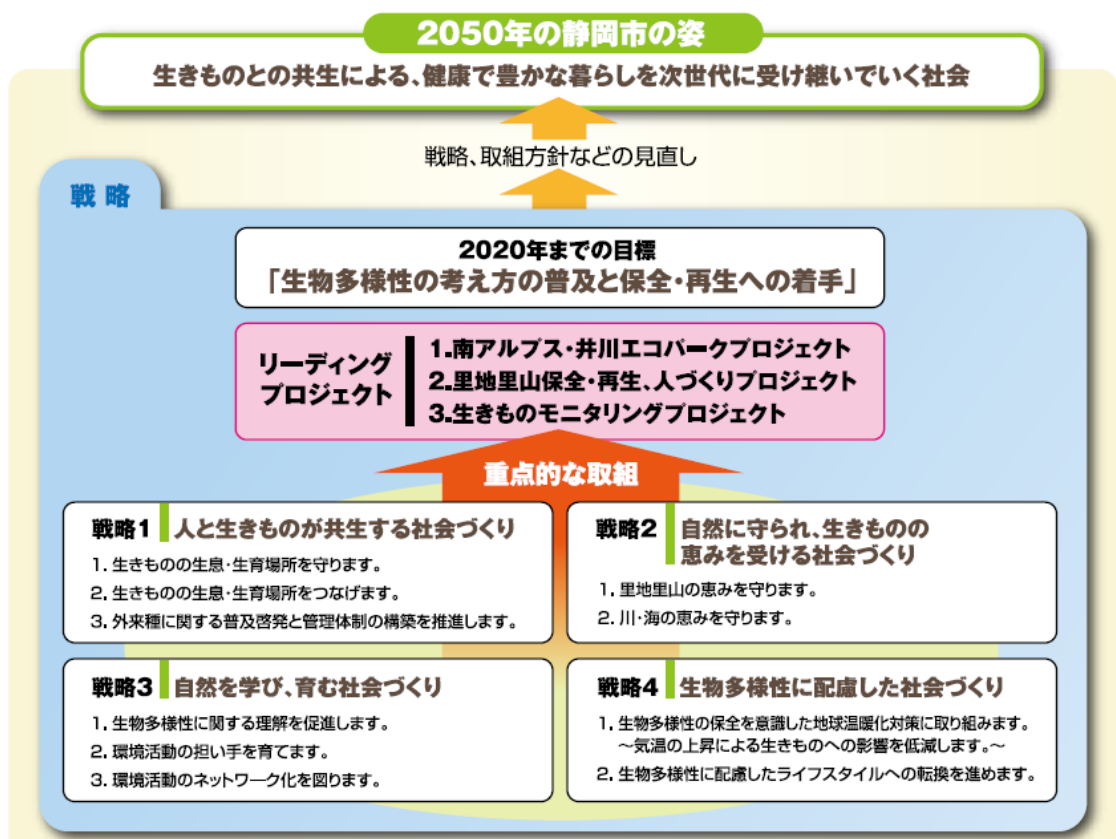 2050年の静岡市の姿
生きものとの共生による、健康で豊かな暮らしを次世代に受け継いでいく社会
戦略、取組方針などの見直し
戦略
2020年までの目標
「生物多様性の考え方の普及と保全・再生への着手」
リーディング
プロジェクト
1.南アルプス・井川エコパークプロジェクト
2.里地里山保全・再生、人づくりプロジェクト
3.生きものモニタリングプロジェクト
重点的な取組
戦略1 人と生きものが共生する社会づくり
1. 生きものの生息・生育場所を守ります。
2. 生きものの生息・生育場所をつなげます。
3. 外来種に関する普及啓発と管理体制の構築を推進します。
戦略2 自然に守られ、生きものの
恵みを受ける社会づくり
1. 里地里山の恵みを守ります。
2. 川・海の恵みを守ります。
戦略3 自然を学び、育む社会づくり
1. 生物多様性に関する理解を促進します。
2. 環境活動の担い手を育てます。
3. 環境活動のネットワーク化を図ります。
戦略4 生物多様性に配慮した社会づくり
1. 生物多様性の保全を意識した地球温暖化対策に取り組みます。
～気温の上昇による生きものへの影響を低減します。～
2. 生物多様性に配慮したライフスタイルへの転換を進めます。